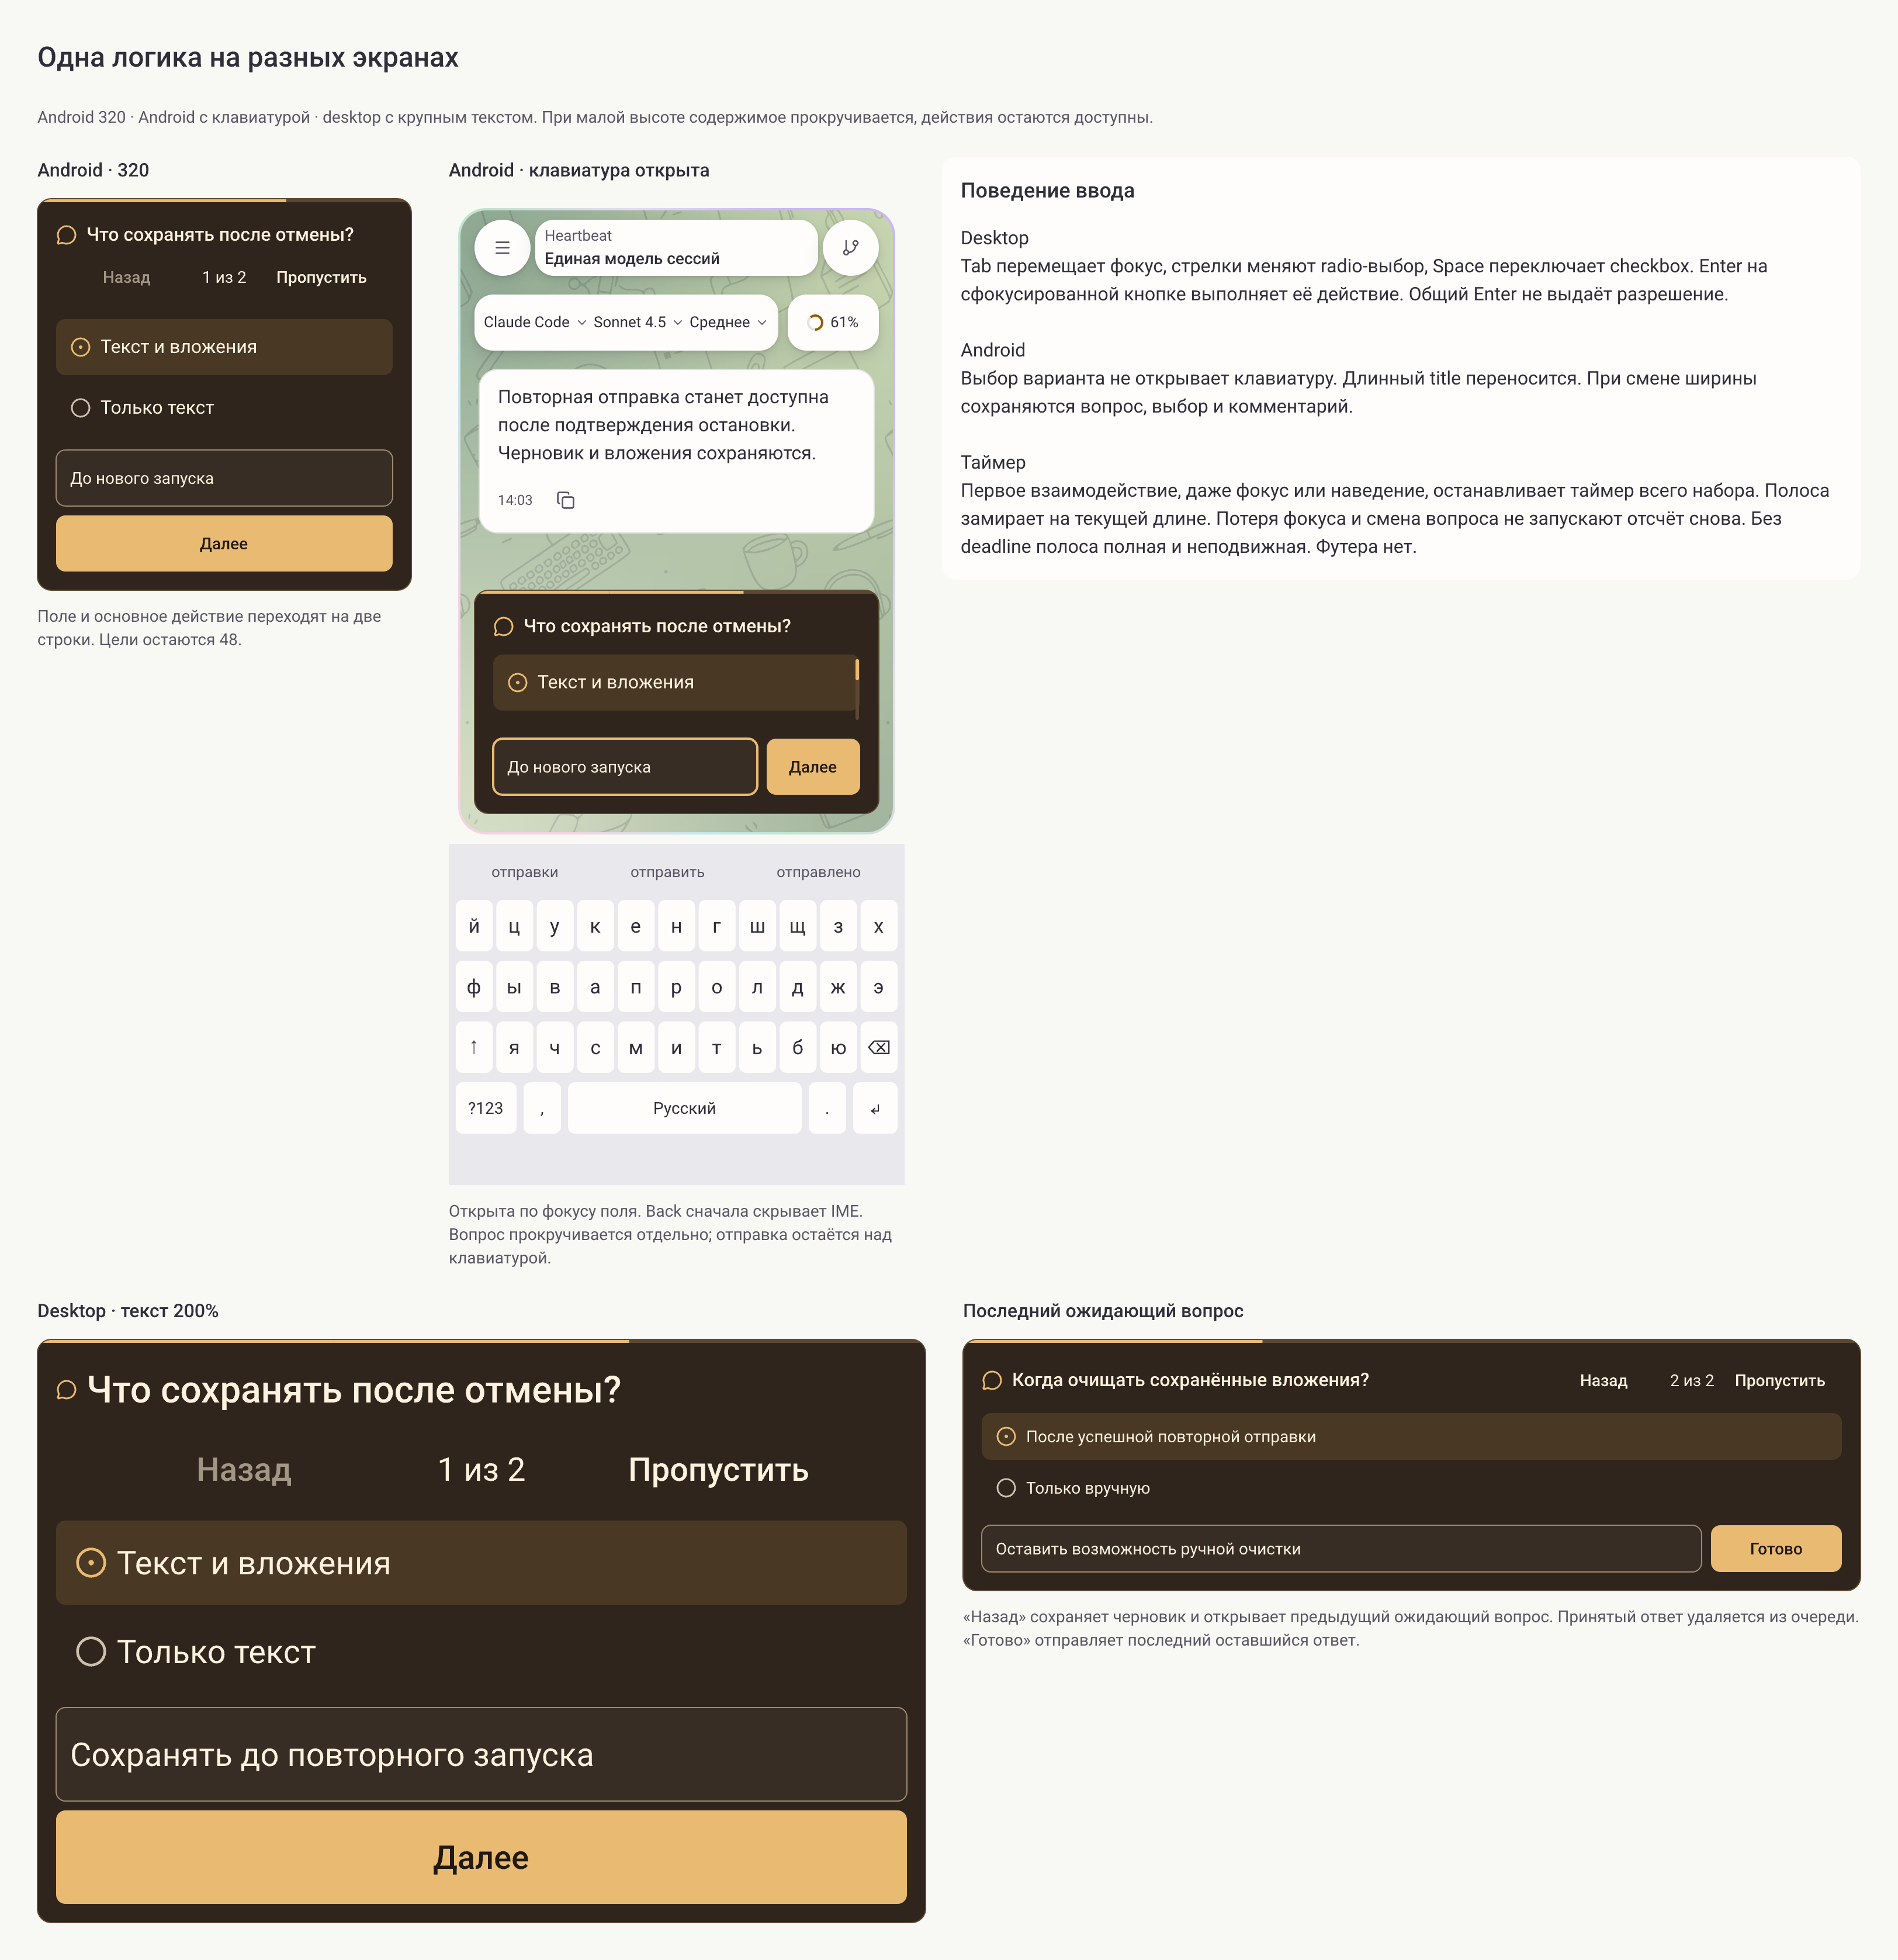 Одна логика на разных экранах
Android 320 · Android с клавиатурой · desktop с крупным текстом. При малой высоте содержимое прокручивается, действия остаются доступны.
Android · 320
Что сохранять после отмены?
Назад 1 из 2 Пропустить
Текст и вложения
Только текст
До нового запуска
Далее
Поле и основное действие переходят на две
строки. Цели остаются 48.
Android · клавиатура открыта
Heartbeat
Единая модель сессий
Claude Code Sonnet 4.5 Среднее 61%
Повторная отправка станет доступна
после подтверждения остановки.
Черновик и вложения сохраняются.
14:03
Что сохранять после отмены?
Текст и вложения
До нового запуска Далее
отправки отправить отправлено
й ц у к е н г ш щ з х
ф ы в а п р о л д ж э
↑ я ч с м и т ь б ю ⌫
?123 , Русский . ↲
Открыта по фокусу поля. Back сначала скрывает IME.
Вопрос прокручивается отдельно; отправка остаётся над
клавиатурой.
Поведение ввода
Desktop
Tab перемещает фокус, стрелки меняют radio-выбор, Space переключает checkbox. Enter на
сфокусированной кнопке выполняет её действие. Общий Enter не выдаёт разрешение.
Android
Выбор варианта не открывает клавиатуру. Длинный title переносится. При смене ширины
сохраняются вопрос, выбор и комментарий.
Таймер
Первое взаимодействие, даже фокус или наведение, останавливает таймер всего набора. Полоса
замирает на текущей длине. Потеря фокуса и смена вопроса не запускают отсчёт снова. Без
deadline полоса полная и неподвижная. Футера нет.
Desktop · текст 200%
Что сохранять после отмены?
Назад 1 из 2 Пропустить
Текст и вложения
Только текст
Сохранять до повторного запуска
Далее
Последний ожидающий вопрос
Когда очищать сохранённые вложения? Назад 2 из 2 Пропустить
После успешной повторной отправки
Только вручную
Оставить возможность ручной очистки Готово
«Назад» сохраняет черновик и открывает предыдущий ожидающий вопрос. Принятый ответ удаляется из очереди.
«Готово» отправляет последний оставшийся ответ.